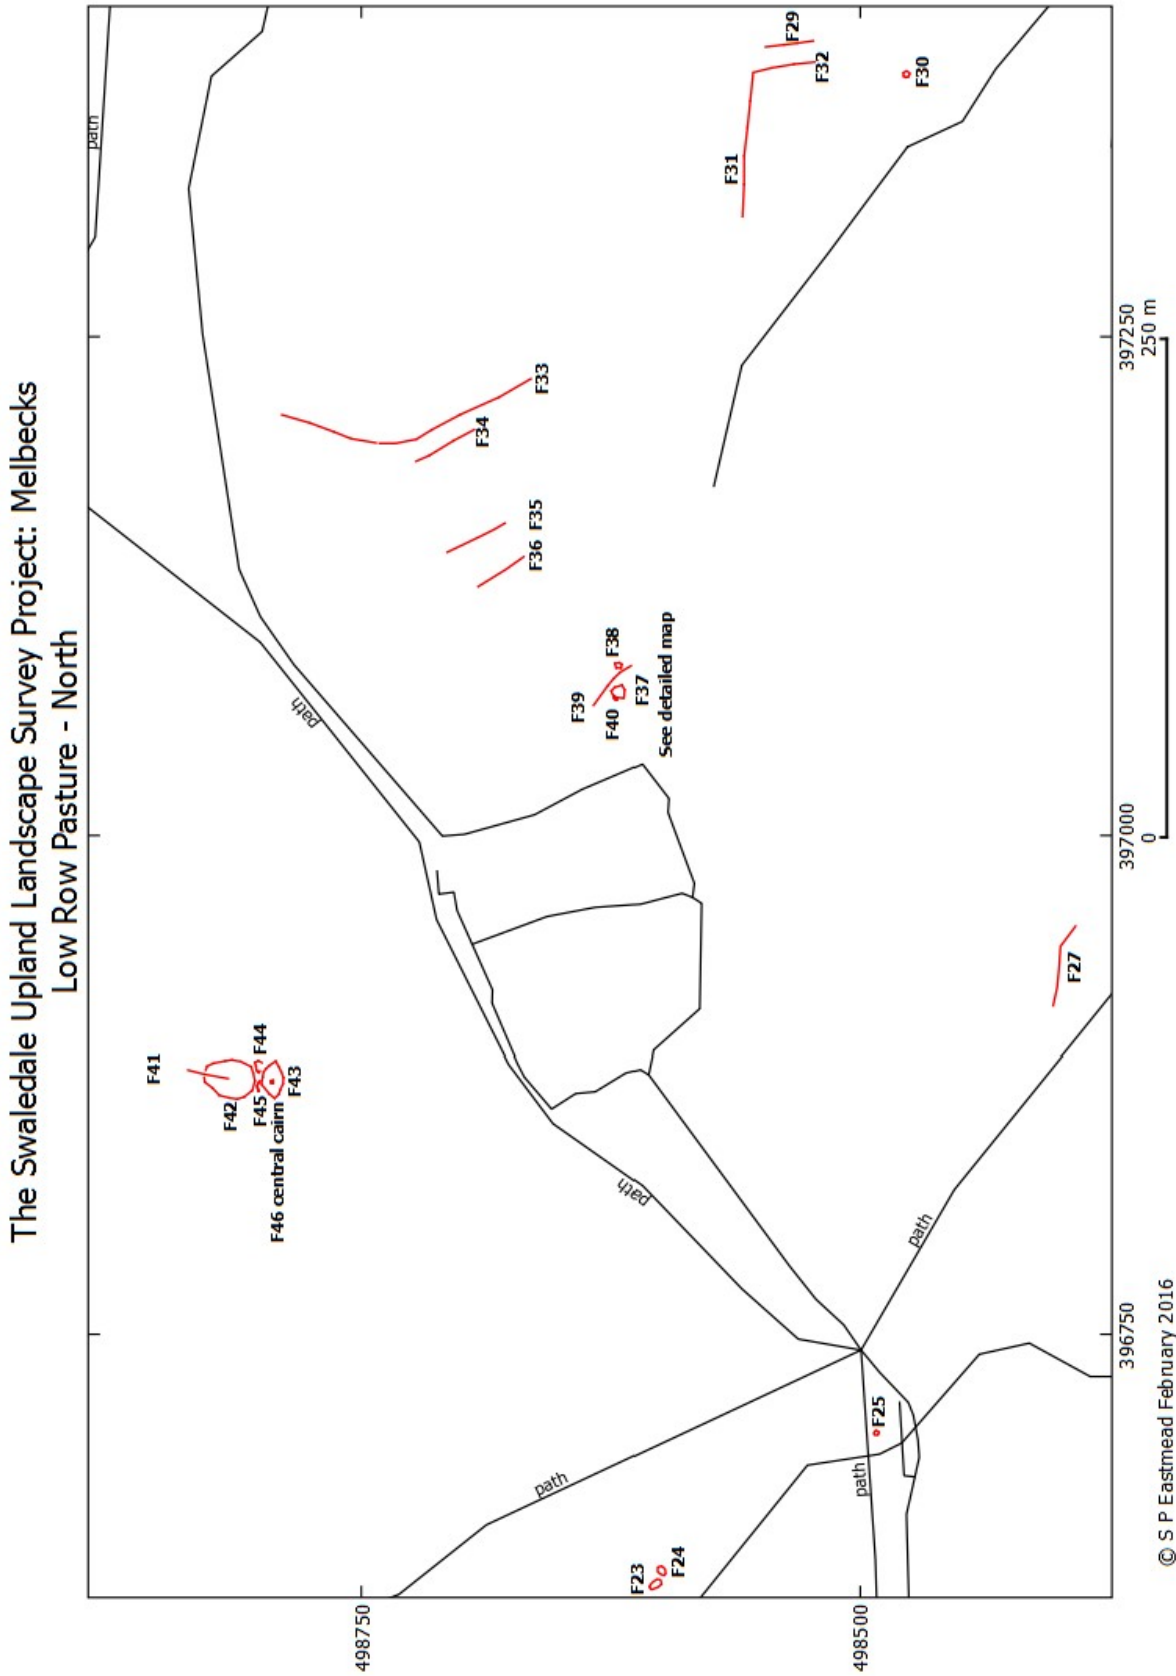 The Swaledale Upland Landscape Survey Project: Melbecks
Low Row Pasture - North
path
F41
F42
F44
F45
F43
F46 central cairn
path
F33
F34
F35
F36
F29
F32
F31
F30
F39
F38
F40
F37
See detailed map
path
path
F23
F24
F25
path
path
F27
498750
498500
396750
397000
397250
0
250 m
© S P Eastmead February 2016